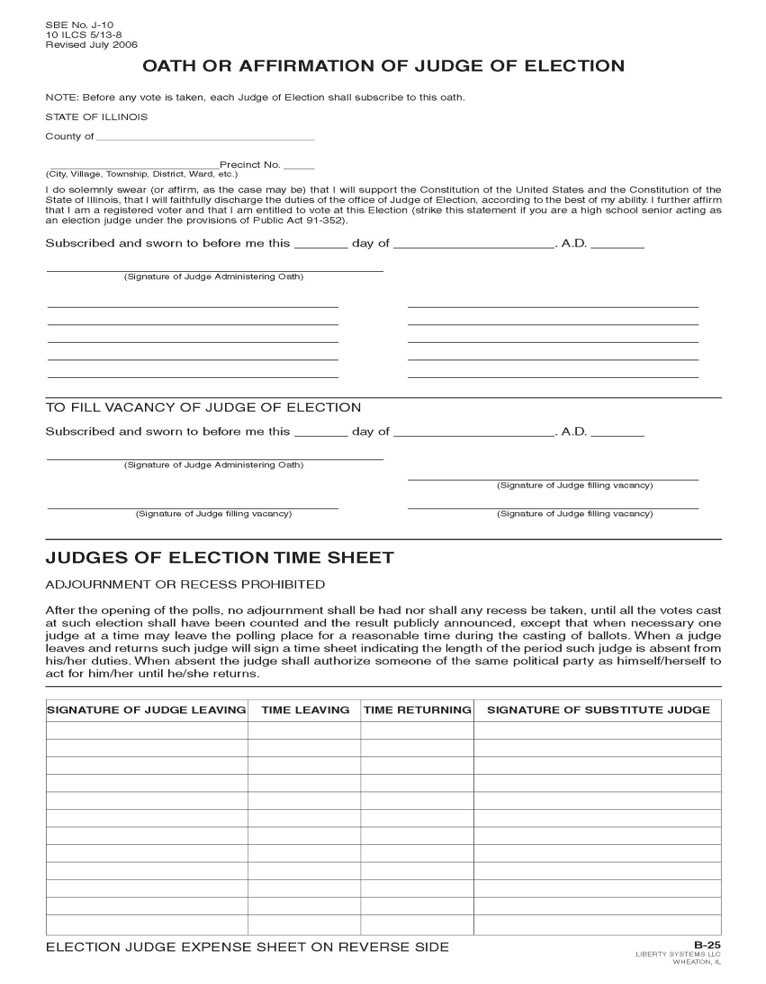 SBE No. J-10
10 ILCS 5/13-8
Revised July 2006
OATH OR AFFIRMATION OF JUDGE OF ELECTION
NOTE: Before any vote is taken, each Judge of Election shall subscribe to this oath.
STATE OF ILLINOIS
County of
Precinct No.
(City, Village, Township, District, Ward, etc.)
I do solemnly swear (or affirm, as the case may be) that I will support the Constitution of the United States and the Constitution of the
State of Illinois, that I will faithfully discharge the duties of the office of Judge of Election, according to the best of my ability. I further affirm
that I am a registered voter and that I am entitled to vote at this Election (strike this statement if you are a high school senior acting as
an election judge under the provisions of Public Act 91-352).
Subscribed and sworn to before me this ________ day of ________________________. A.D. ________
(Signature of Judge Administering Oath)
TO FILL VACANCY OF JUDGE OF ELECTION
Subscribed and sworn to before me this ________ day of ________________________. A.D. ________
(Signature of Judge Administering Oath)
(Signature of Judge filling vacancy)
(Signature of Judge filling vacancy) (Signature of Judge filling vacancy)
JUDGES OF ELECTION TIME SHEET
ADJOURNMENT OR RECESS PROHIBITED
After the opening of the polls, no adjournment shall be had nor shall any recess be taken, until all the votes cast
at such election shall have been counted and the result publicly announced, except that when necessary one
judge at a time may leave the polling place for a reasonable time during the casting of ballots. When a judge
leaves and returns such judge will sign a time sheet indicating the length of the period such judge is absent from
his/her duties. When absent the judge shall authorize someone of the same political party as himself/herself to
act for him/her until he/she returns.
SIGNATURE OF JUDGE LEAVING TIME LEAVING TIME RETURNING SIGNATURE OF SUBSTITUTE JUDGE
ELECTION JUDGE EXPENSE SHEET ON REVERSE SIDE
B-25
LIBERTY SYSTEMS LLC
WHEATON, IL